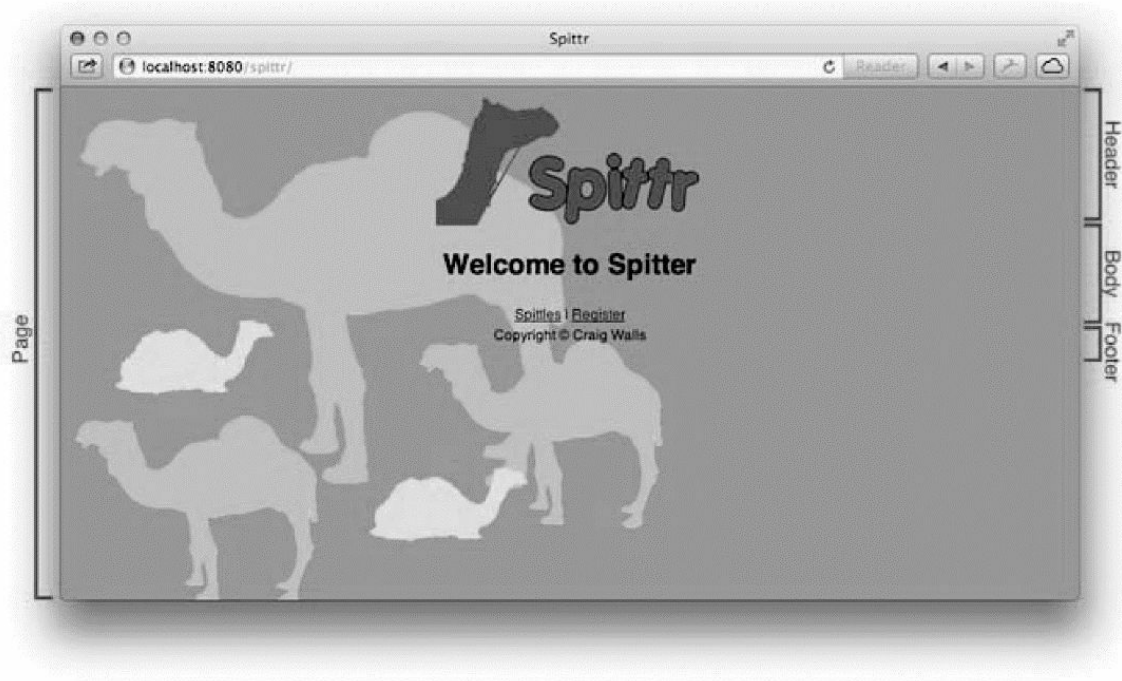 Spittr
localhost:8080/spittr/
Reader
Spittr
Welcome to Spitter
Spittles | Register
Copyright © Craig Walls
Page
Header
Body
Footer